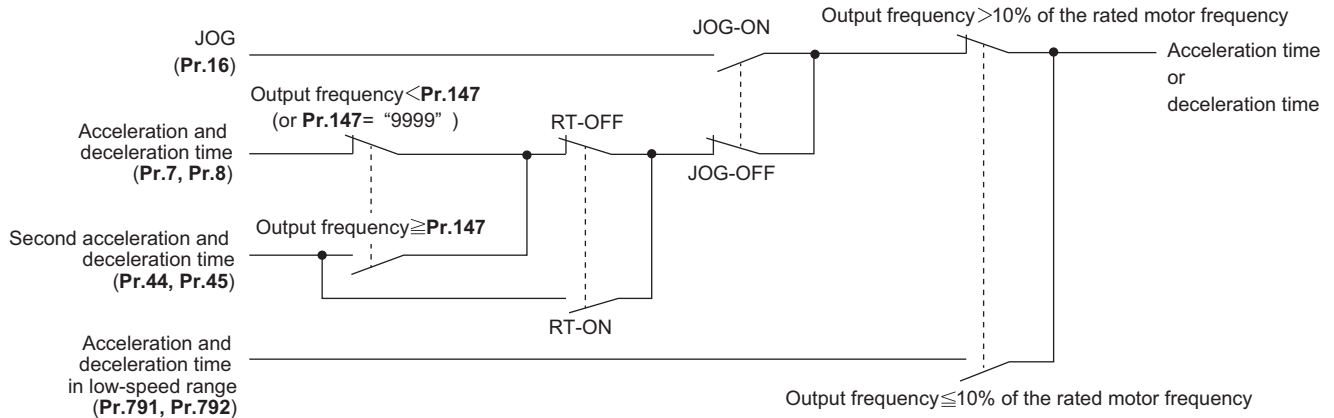 JOG
(Pr.16)
JOG-ON
Output frequency＞10% of the rated motor frequency
Acceleration time
or
deceleration time
Output frequency＜Pr.147
(or Pr.147= “9999” )
RT-OFF
Acceleration and
deceleration time
(Pr.7, Pr.8)
JOG-OFF
Output frequency≧Pr.147
Second acceleration and
deceleration time
(Pr.44, Pr.45)
RT-ON
Acceleration and
deceleration time
in low-speed range
(Pr.791, Pr.792)
Output frequency≦10% of the rated motor frequency